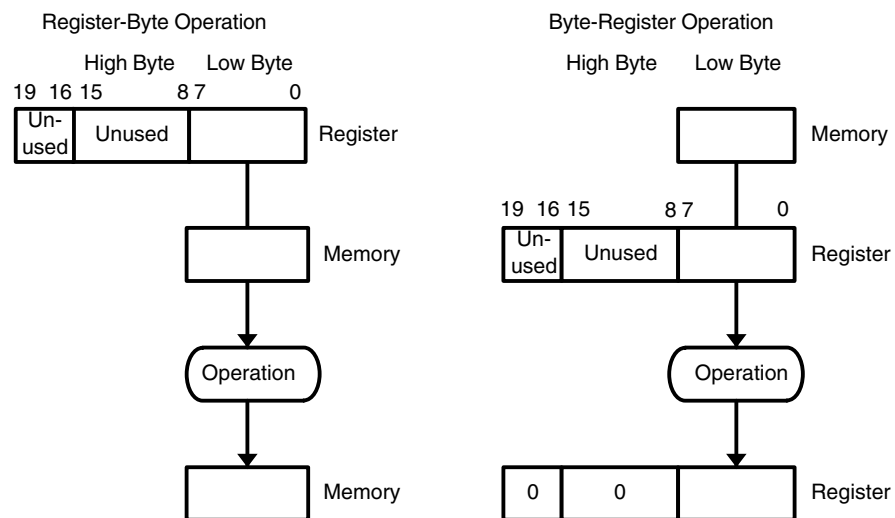 Register-Byte Operation
High Byte Low Byte
19 16 15 8 7 0
Un-
used
Unused
Register
Memory
Operation
Memory
Byte-Register Operation
High Byte Low Byte
Memory
19 16 15 8 7 0
Un-
used
Unused
Register
Operation
0 0
Register